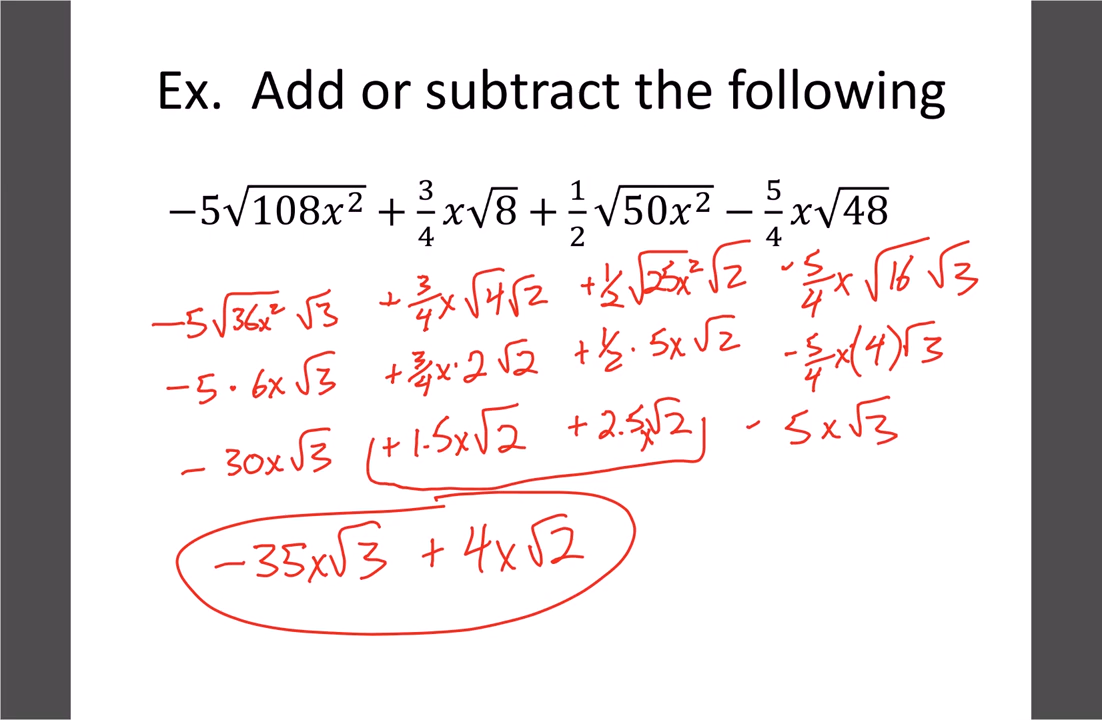 Ex. Add or subtract the following
−5√(108x²) + 3/4 x√8 + 1/2 √(50x²) − 5/4 x√48
−5√(36x²) √3 + 3/4 x √4 √2 + 1/2 √(25x²) √2 - 5/4 x √16 √3
−5 · 6x √3 + 3/4 x · 2 √2 + 1/2 · 5x √2 - 5/4 x(4)√3
- 30x √3 + 1.5x √2 + 2.5x √2 - 5x √3
−35x√3 + 4x√2